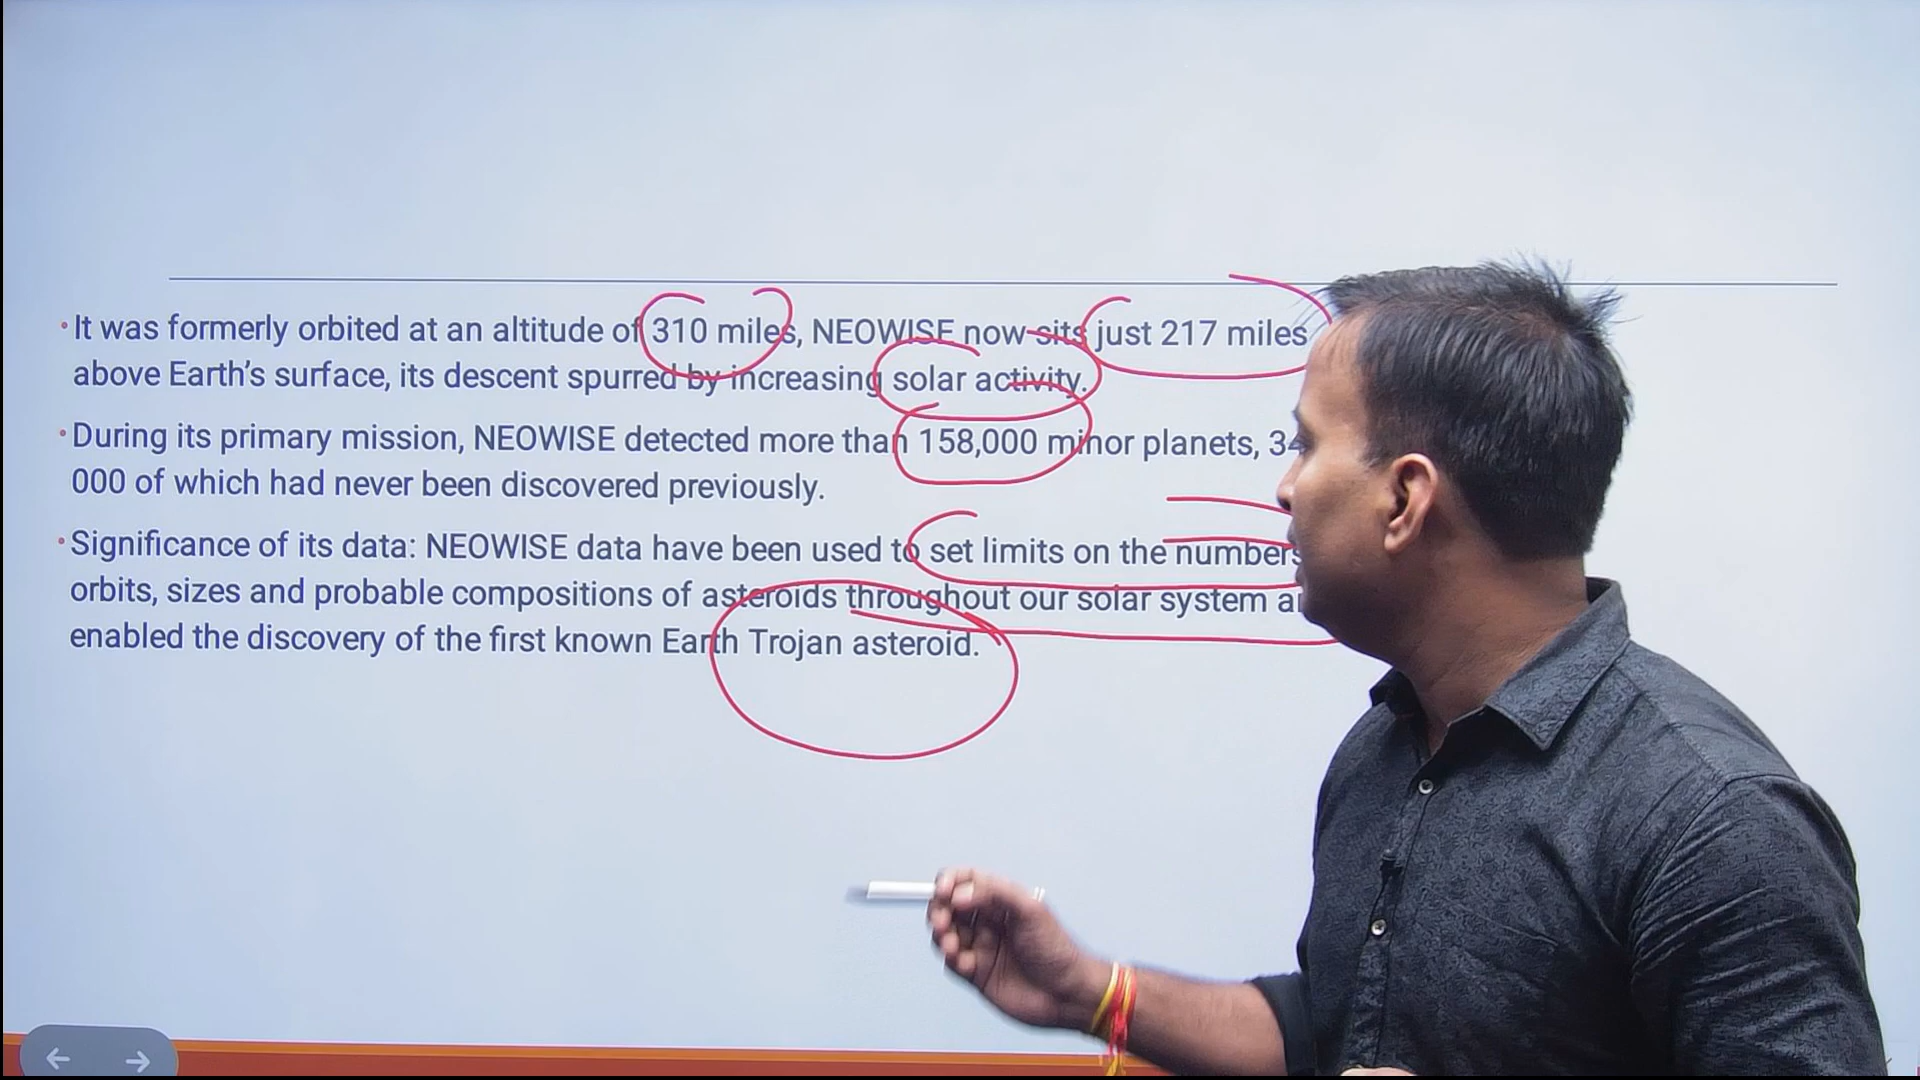 It was formerly orbited at an altitude of 310 miles, NEOWISE now sits just 217 miles
above Earth's surface, its descent spurred by increasing solar activity.
During its primary mission, NEOWISE detected more than 158,000 minor planets,
000 of which had never been discovered previously.
Significance of its data: NEOWISE data have been used to set limits on the numbers
orbits, sizes and probable compositions of asteroids throughout our solar system
enabled the discovery of the first known Earth Trojan asteroid.